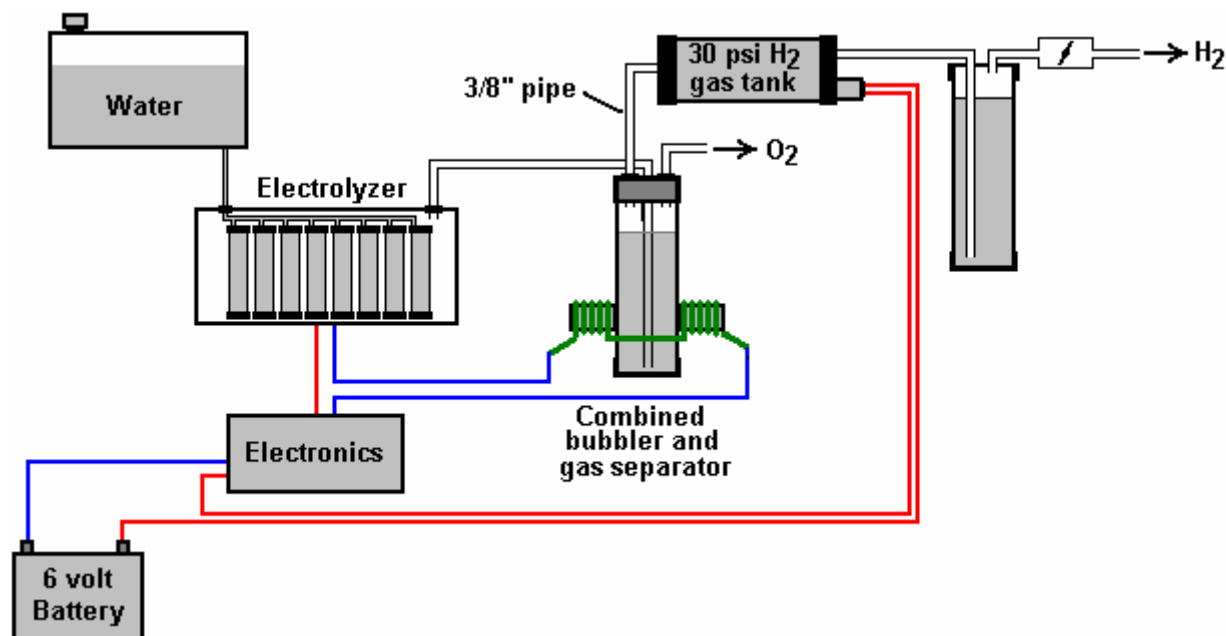 30 psi H2
gas tank
H2
3/8" pipe
Water
O2
Electrolyzer
Combined
bubbler and
gas separator
Electronics
6 volt
Battery